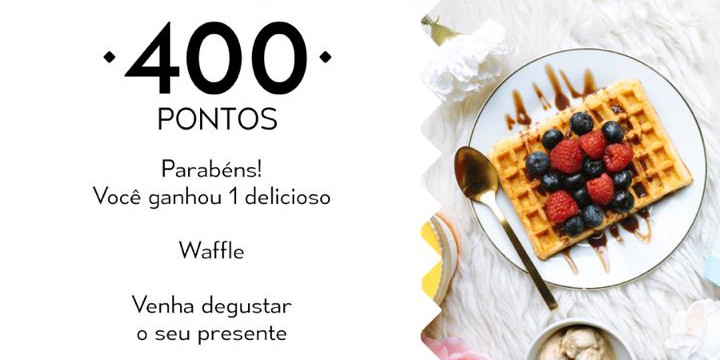 ·400·
PONTOS
Parabéns!
Você ganhou 1 delicioso
Waffle
Venha degustar
o seu presente